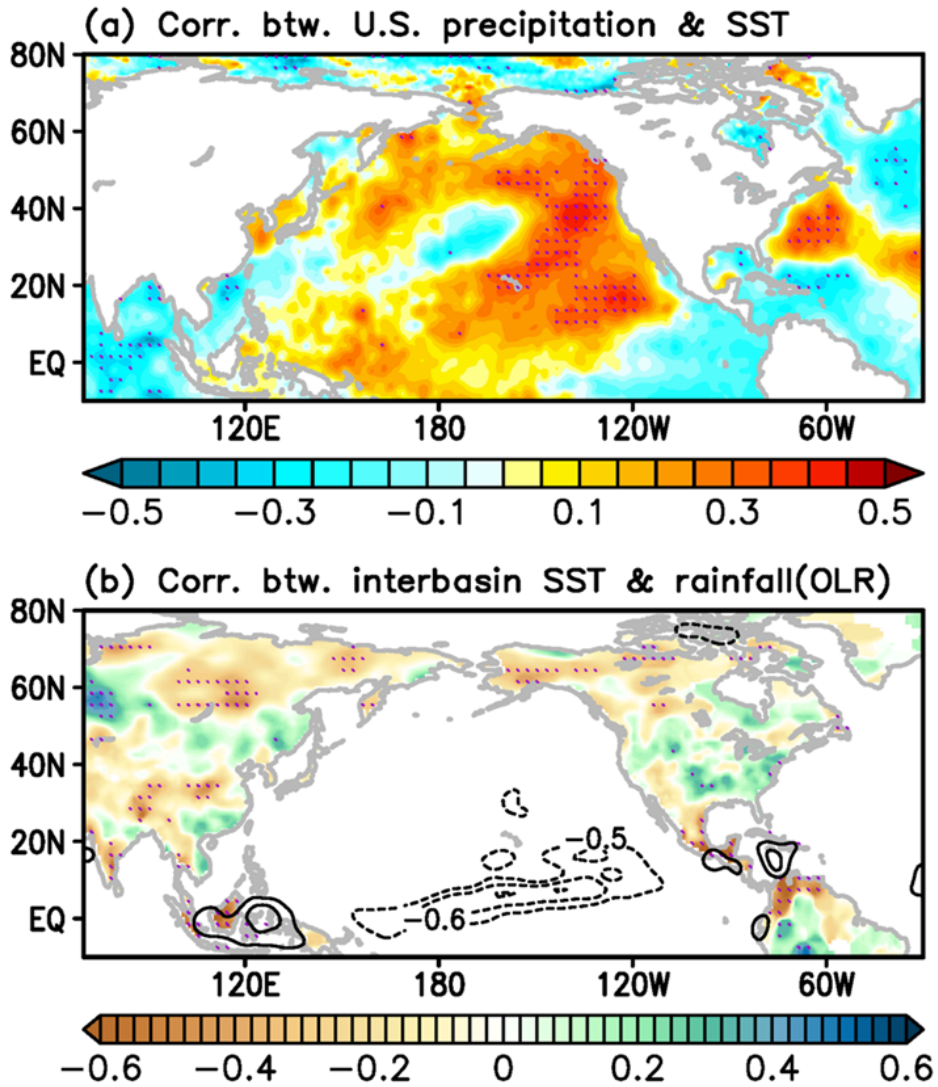 (a) Corr. btw. U.S. precipitation & SST
80N
60N
40N
20N
EQ
120E 180 120W 60W
−0.5 −0.3 −0.1 0.1 0.3 0.5
(b) Corr. btw. interbasin SST & rainfall(OLR)
80N
60N
40N
20N
EQ
−0.5
−0.6
120E 180 120W 60W
−0.6 −0.4 −0.2 0 0.2 0.4 0.6